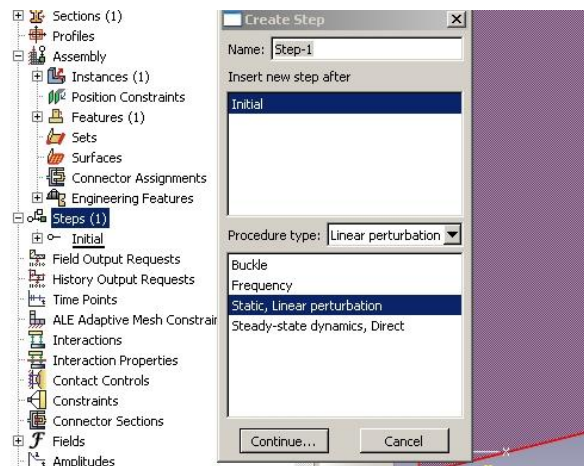 Sections (1)
Profiles
Assembly
Instances (1)
Position Constraints
Features (1)
Sets
Surfaces
Connector Assignments
Engineering Features
Steps (1)
Initial
Field Output Requests
History Output Requests
Time Points
ALE Adaptive Mesh Constrai
Interactions
Interaction Properties
Contact Controls
Constraints
Connector Sections
Fields
Amplitudes
Create Step
Name: Step-1
Insert new step after
Initial
Procedure type: Linear perturbation
Buckle
Frequency
Static, Linear perturbation
Steady-state dynamics, Direct
Continue... Cancel
X